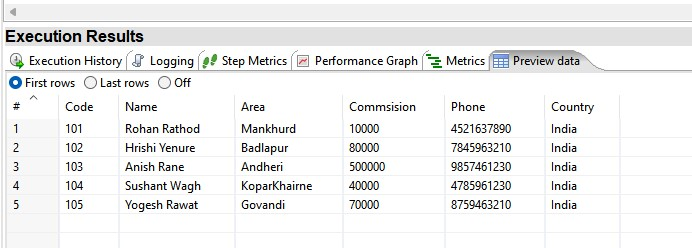 Execution Results
Execution History Logging Step Metrics Performance Graph Metrics Preview data
First rows Last rows Off
# Code Name Area Commsision Phone Country
1 101 Rohan Rathod Mankhurd 10000 4521637890 India
2 102 Hrishi Yenure Badlapur 80000 7845963210 India
3 103 Anish Rane Andheri 500000 9857461230 India
4 104 Sushant Wagh KoparKhairne 40000 4785961230 India
5 105 Yogesh Rawat Govandi 70000 8759463210 India